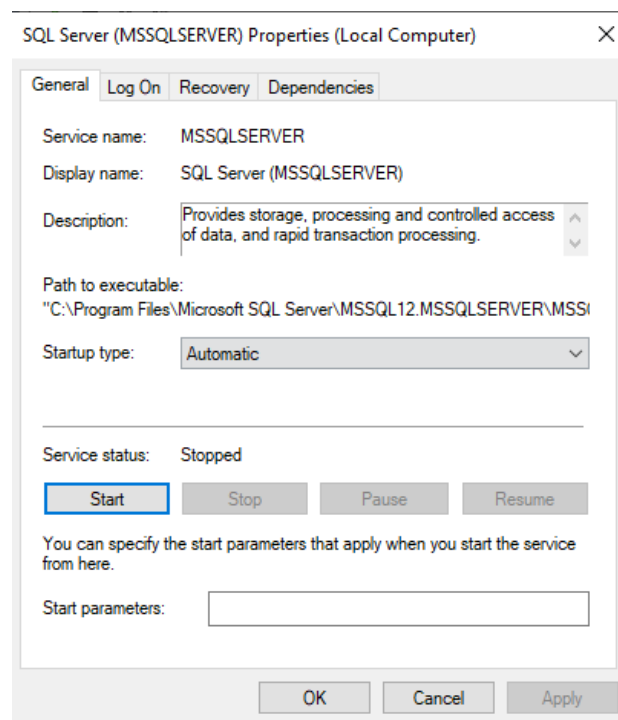 SQL Server (MSSQLSERVER) Properties (Local Computer)
General Log On Recovery Dependencies
Service name: MSSQLSERVER
Display name: SQL Server (MSSQLSERVER)
Description: Provides storage, processing and controlled access
of data, and rapid transaction processing.
Path to executable:
"C:\Program Files\Microsoft SQL Server\MSSQL12.MSSQLSERVER\MSS
Startup type: Automatic
Service status: Stopped
Start Stop Pause Resume
You can specify the start parameters that apply when you start the service
from here.
Start parameters:
OK Cancel Apply